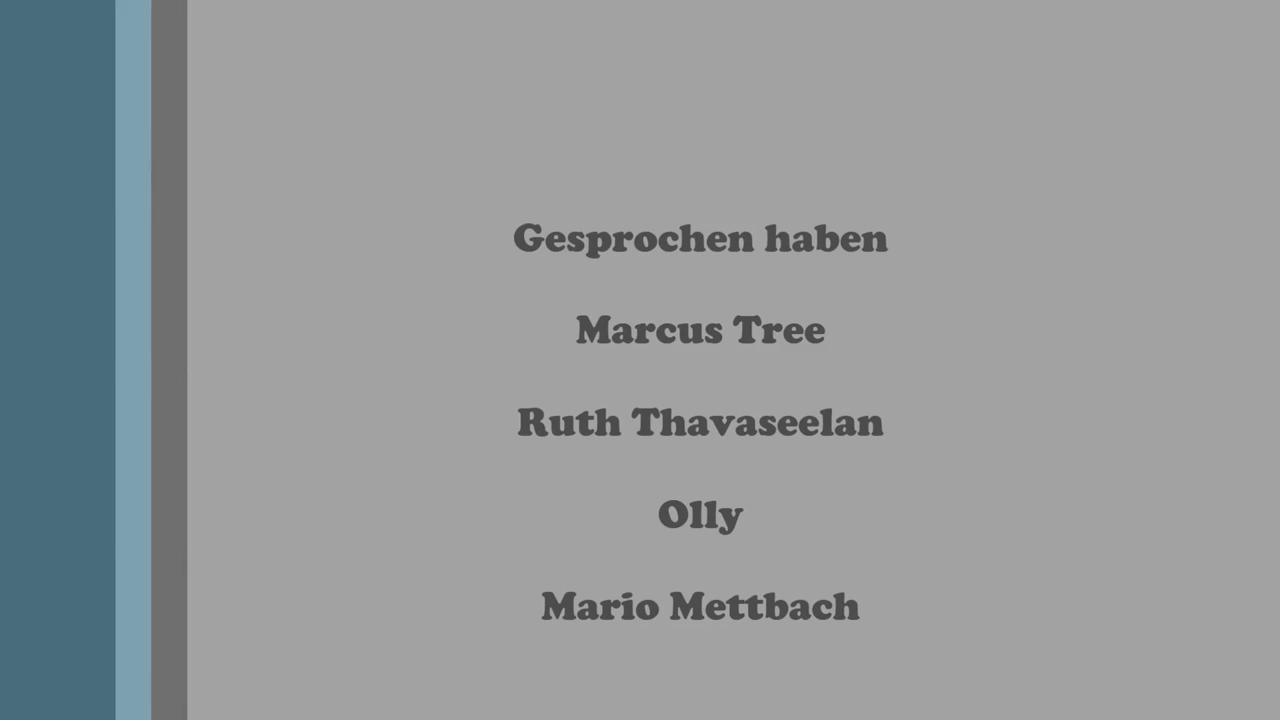 Gesprochen haben
Marcus Tree
Ruth Thavaseelan
Olly
Mario Mettbach